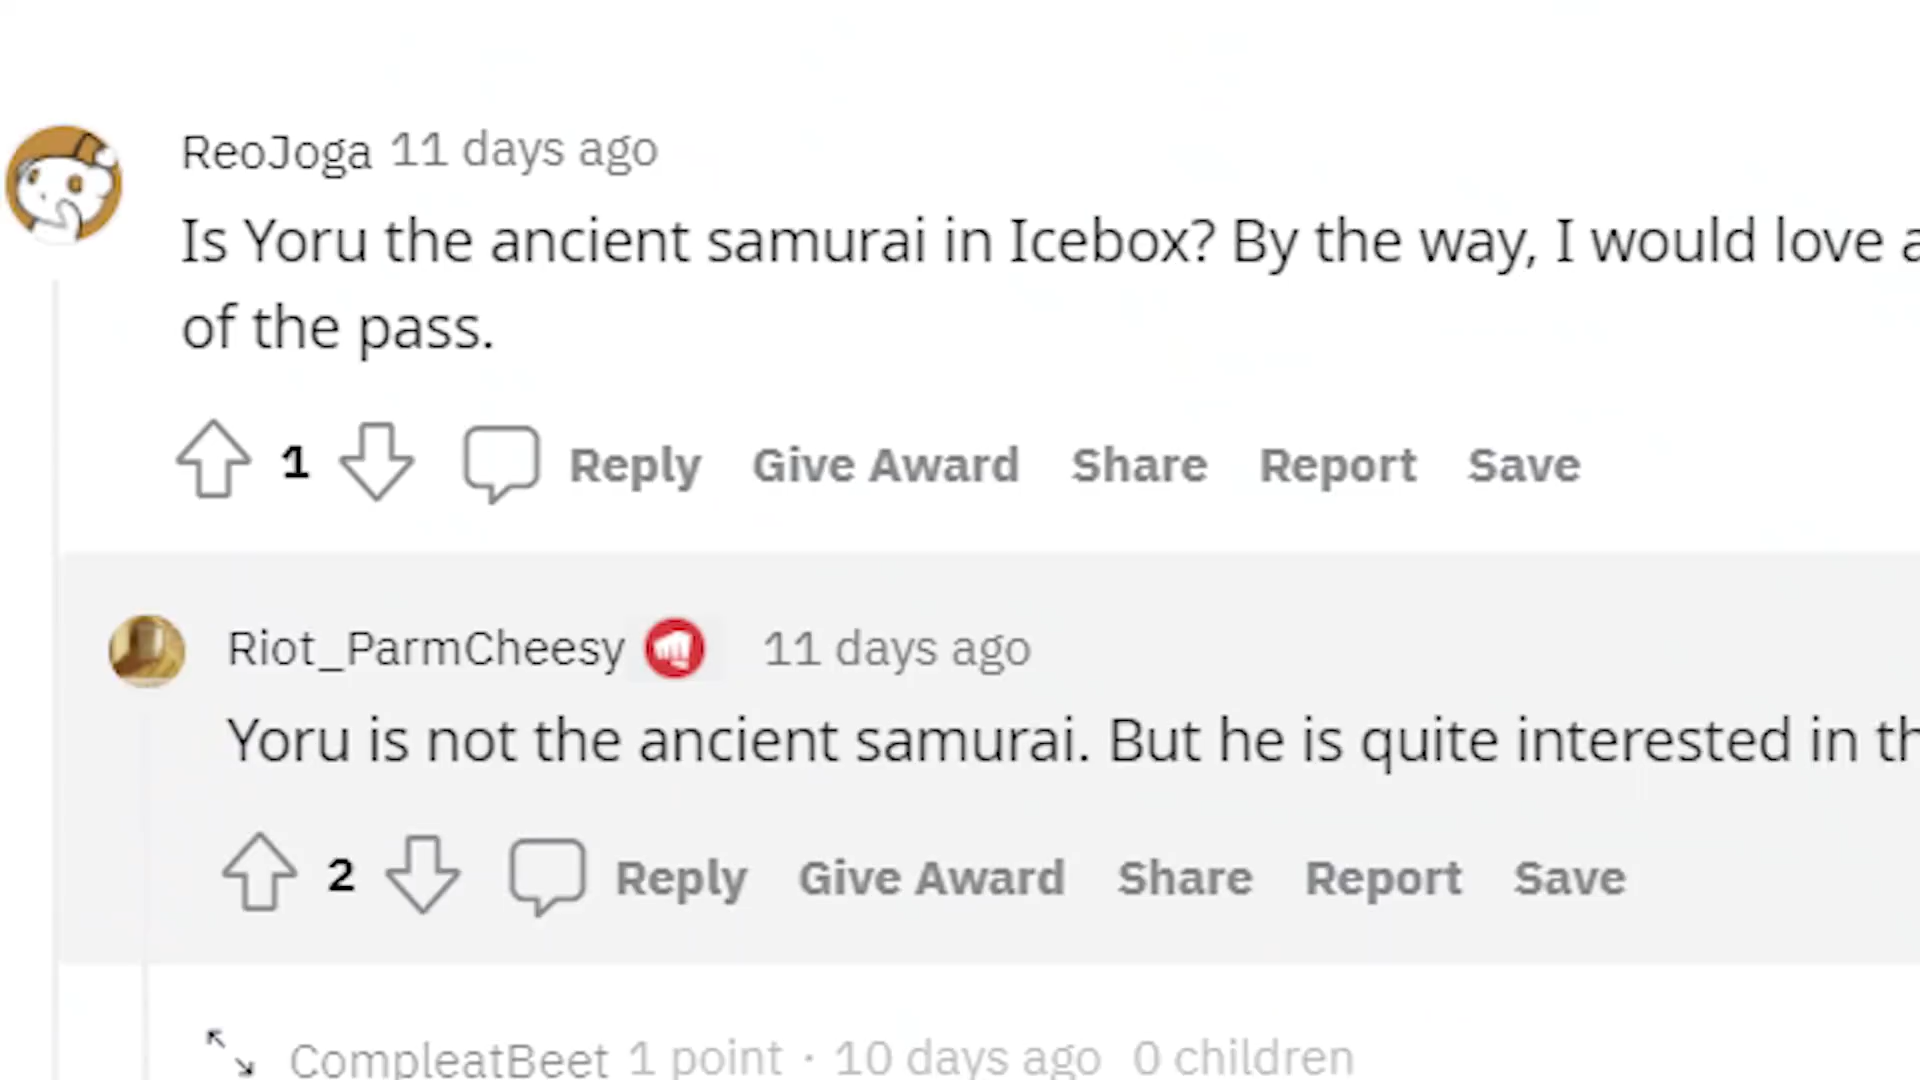 ReoJoga 11 days ago
Is Yoru the ancient samurai in Icebox? By the way, I would love
of the pass.
1 Reply Give Award Share Report Save
Riot_ParmCheesy 11 days ago
Yoru is not the ancient samurai. But he is quite interested in
2 Reply Give Award Share Report Save
CompleatBeet 1 point · 10 days ago 0 children